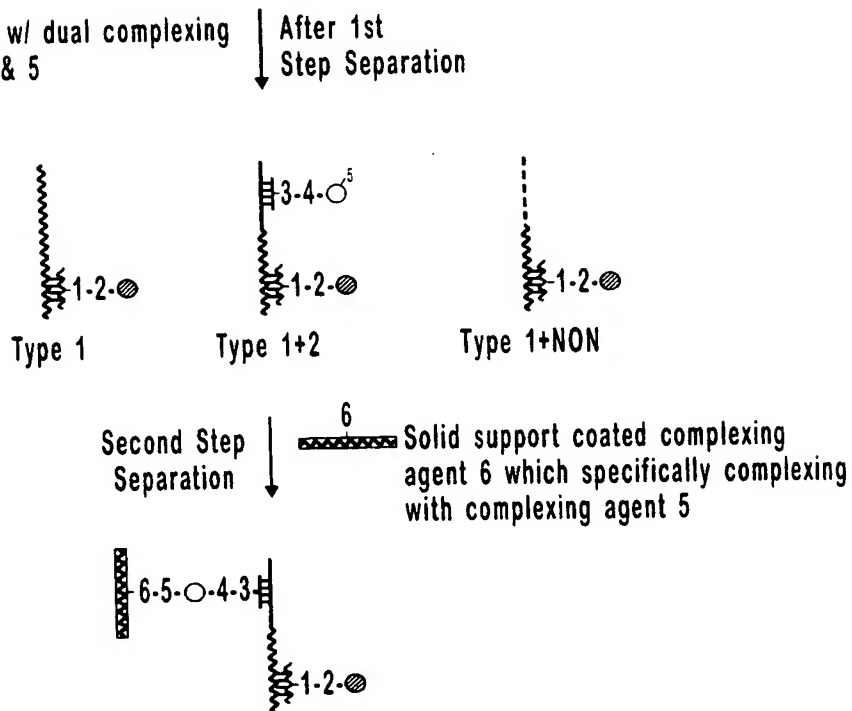 w/ dual complexing
& 5
After 1st
Step Separation
3-4-
5
1-2-
1-2-
1-2-
Type 1
Type 1+2
Type 1+NON
Second Step
Separation
6
Solid support coated complexing
agent 6 which specifically complexing
with complexing agent 5
6-5- -4-3
1-2-